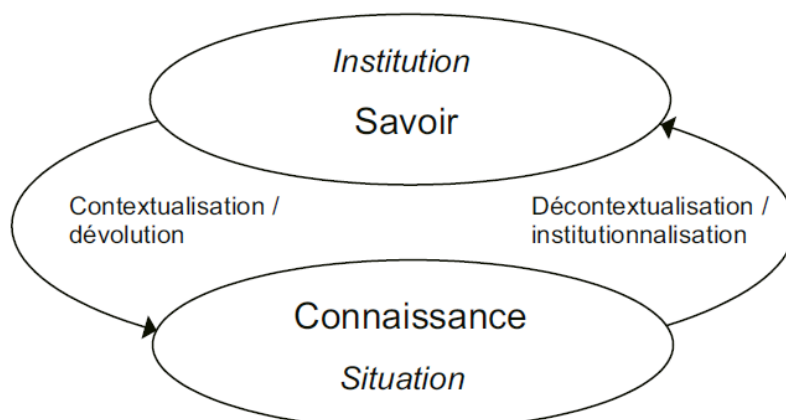 Institution
Savoir
Contextualisation /
dévolution
Décontextualisation /
institutionnalisation
Connaissance
Situation